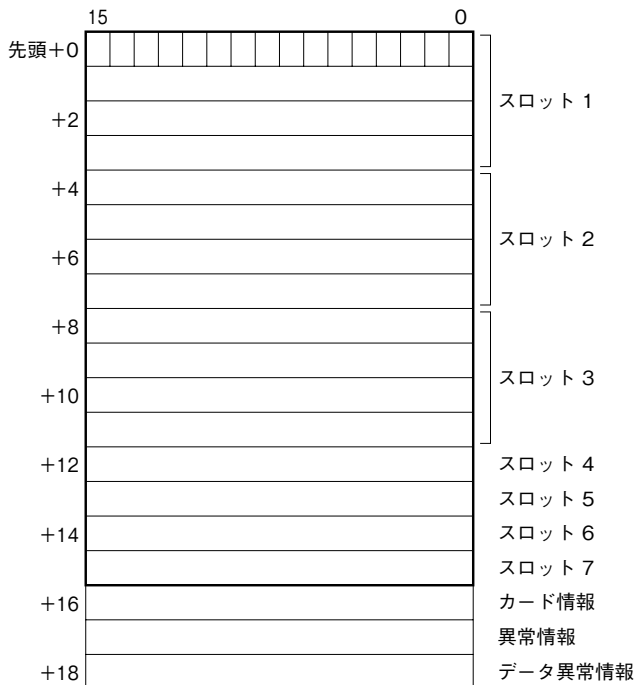 15 0
先頭+0
スロット 1
+2
+4
スロット 2
+6
+8
スロット 3
+10
+12 スロット 4
スロット 5
+14 スロット 6
スロット 7
+16 カード情報
異常情報
+18 データ異常情報